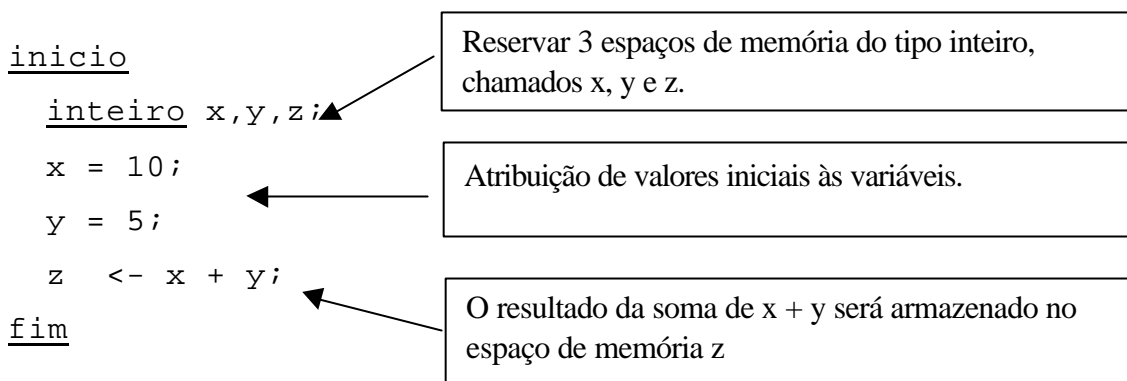 inicio
inteiro x,y,z;
x = 10;
y = 5;
z <- x + y;
fim
Reservar 3 espaços de memória do tipo inteiro,
chamados x, y e z.
Atribuição de valores iniciais às variáveis.
O resultado da soma de x + y será armazenado no
espaço de memória z